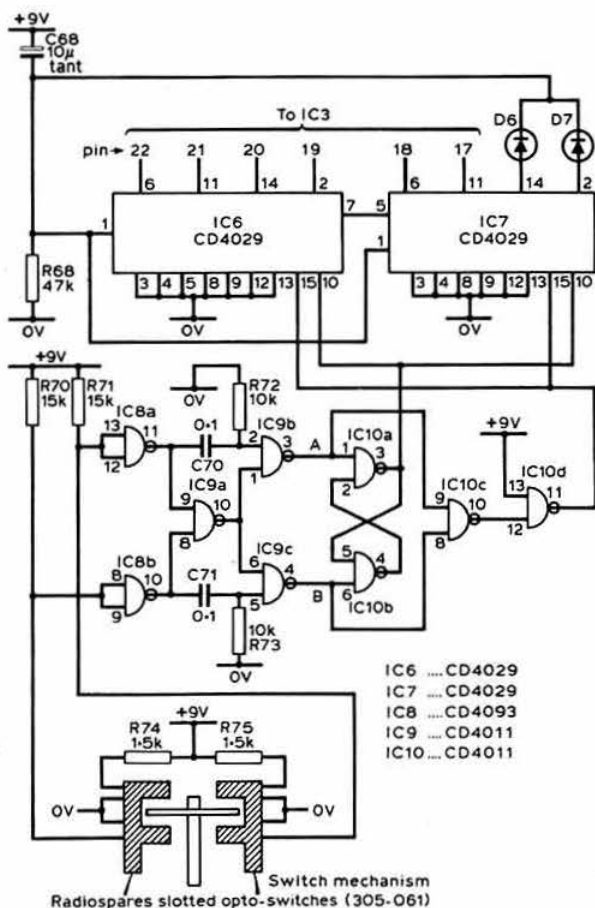 +9V
C68
10μ
tant
To IC3
D6 D7
pin→ 22 21 20 19 18 17
6 11 14 2 6 11 14 2
1 IC6 7 5 IC7
CD4029 1 CD4029
3 4 5 8 9 12 13 15 10 3 4 8 9 12 13 15 10
R68
47k
0V 0V 0V
+9V
R70 R71
15k 15k
0V
R72
10k
IC8a
13 11
12
0·1
C70
IC9b
2 3
1
A
IC10a
1 3
2
+9V
IC9a
9 10
8
IC10c
9 10
8
IC10d
13 11
12
IC8b
8 10
9
C71
0·1
IC9c
6 4
5
B
5 4
6
IC10b
10k
R73
0V
IC6 .... CD4029
IC7 .... CD4029
IC8 .... CD4093
IC9 .... CD4011
IC10 .... CD4011
+9V
R74 R75
1·5k 1·5k
0V 0V
Switch mechanism
Radiospares slotted opto-switches (305-061)